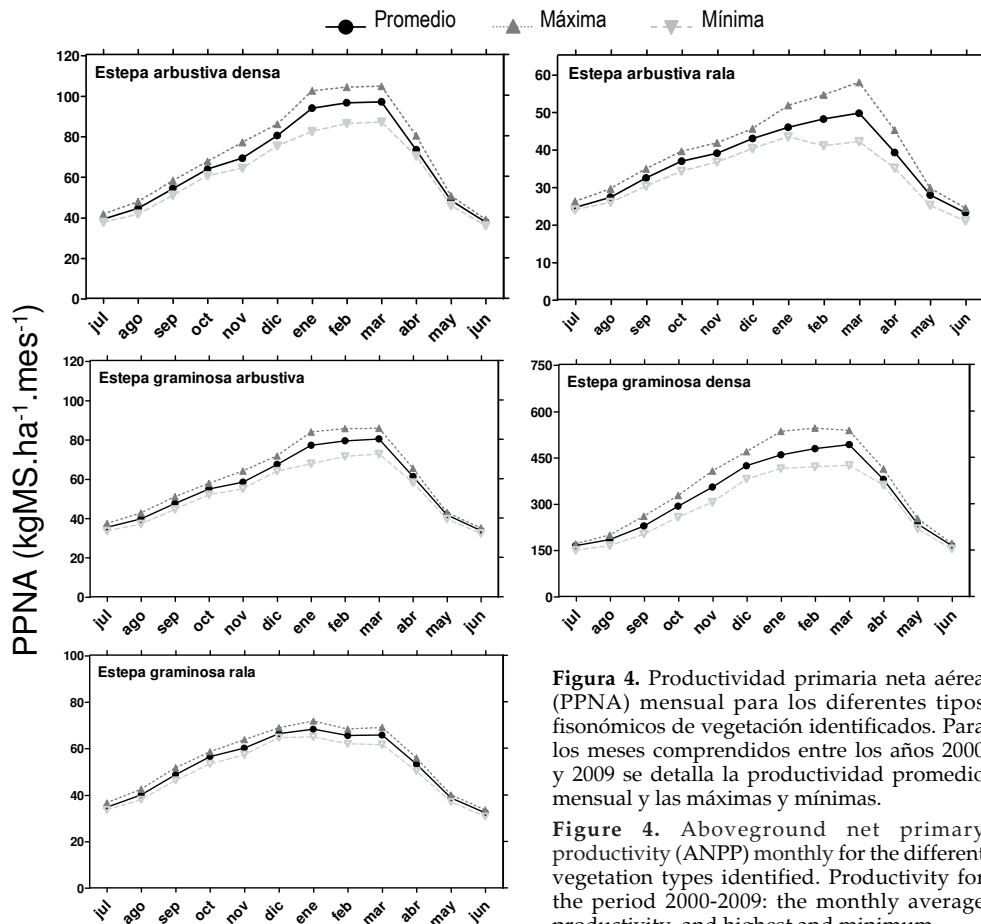 Promedio Máxima Mínima
PPNA (kgMS.ha⁻¹.mes⁻¹)
Estepa arbustiva densa
120
100
80
60
40
20
0
jul ago sep oct nov dic ene feb mar abr may jun
Estepa arbustiva rala
60
50
40
30
20
10
0
jul ago sep oct nov dic ene feb mar abr may jun
Estepa graminosa arbustiva
120
100
80
60
40
20
0
jul ago sep oct nov dic ene feb mar abr may jun
Estepa graminosa densa
750
600
450
300
150
0
jul ago sep oct nov dic ene feb mar abr may jun
Estepa graminosa rala
100
80
60
40
20
0
jul ago sep oct nov dic ene feb mar abr may jun
Figura 4. Productividad primaria neta aérea
(PPNA) mensual para los diferentes tipos
fisonómicos de vegetación identificados. Para
los meses comprendidos entre los años 2000
y 2009 se detalla la productividad promedio
mensual y las máximas y mínimas.
Figure 4. Aboveground net primary
productivity (ANPP) monthly for the different
vegetation types identified. Productivity for
the period 2000-2009: the monthly average
productivity, and highest and minimum